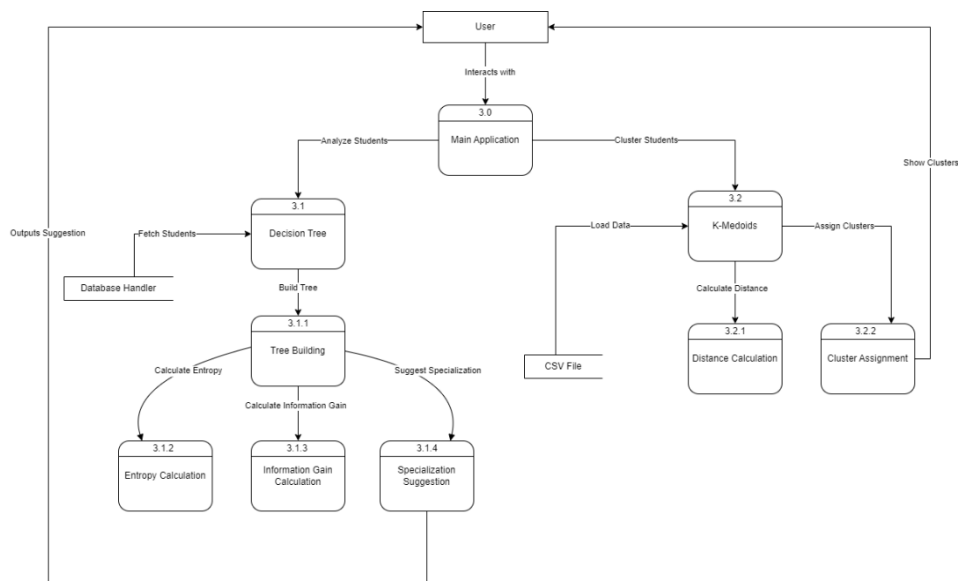 User
Interacts with
3.0
Main Application
Analyze Students
Cluster Students
Show Clusters
3.1
Decision Tree
3.2
K-Medoids
Outputs Suggestion
Fetch Students
Load Data
Assign Clusters
Database Handler
Build Tree
Calculate Distance
3.1.1
Tree Building
3.2.1
Distance Calculation
3.2.2
Cluster Assignment
CSV File
Calculate Entropy
Suggest Specialization
Calculate Information Gain
3.1.2
Entropy Calculation
3.1.3
Information Gain
Calculation
3.1.4
Specialization
Suggestion